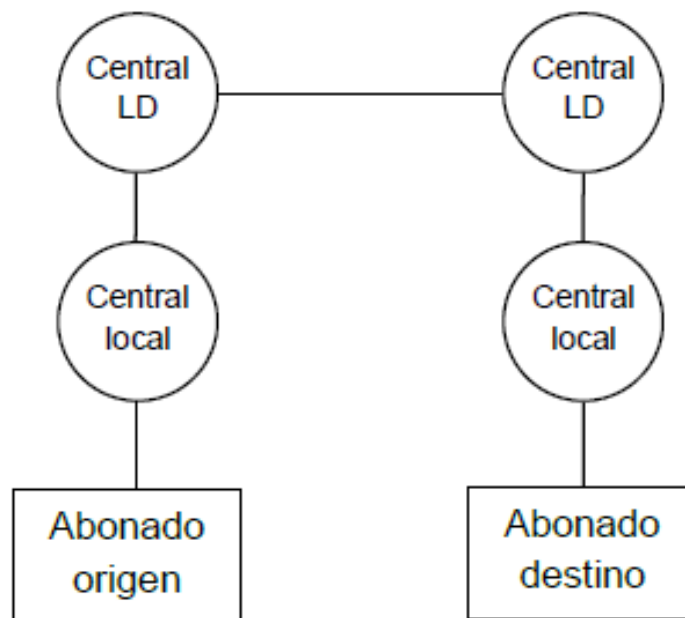 Central
LD
Central
LD
Central
local
Central
local
Abonado
origen
Abonado
destino